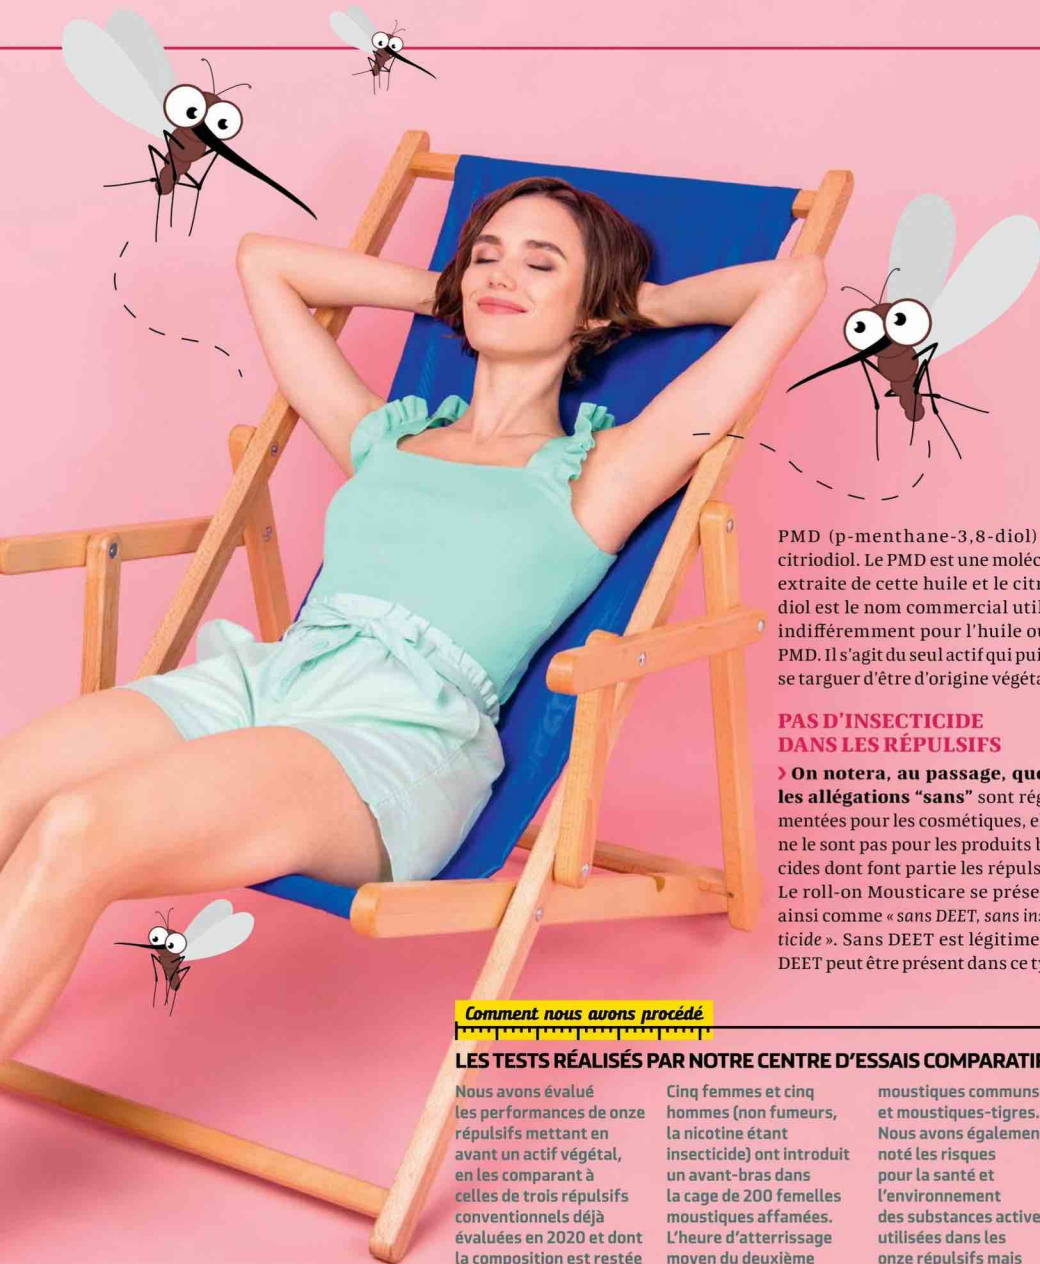 PMD (p-menthane-3,8-diol)
citriodiol. Le PMD est une moléc
extraite de cette huile et le citr
diol est le nom commercial util
indifféremment pour l'huile ou
PMD. Il s'agit du seul actif qui pui
se targuer d'être d'origine végéta
PAS D'INSECTICIDE
DANS LES RÉPULSIFS
› On notera, au passage, que
les allégations “sans” sont rég
mentées pour les cosmétiques, e
ne le sont pas pour les produits b
cides dont font partie les répuls
Le roll-on Mousticare se prése
ainsi comme « sans DEET, sans ins
ticide ». Sans DEET est légitime
DEET peut être présent dans ce ty
Comment nous avons procédé
LES TESTS RÉALISÉS PAR NOTRE CENTRE D'ESSAIS COMPARATIF
Nous avons évalué
les performances de onze
répulsifs mettant en
avant un actif végétal,
en les comparant à
celles de trois répulsifs
conventionnels déjà
évaluées en 2020 et dont
la composition est restée
Cinq femmes et cinq
hommes (non fumeurs,
la nicotine étant
insecticide) ont introduit
un avant-bras dans
la cage de 200 femelles
moustiques affamées.
L'heure d'atterrissage
moyen du deuxième
moustiques communs
et moustiques-tigres.
Nous avons égalemen
noté les risques
pour la santé et
l'environnement
des substances active
utilisées dans les
onze répulsifs mais